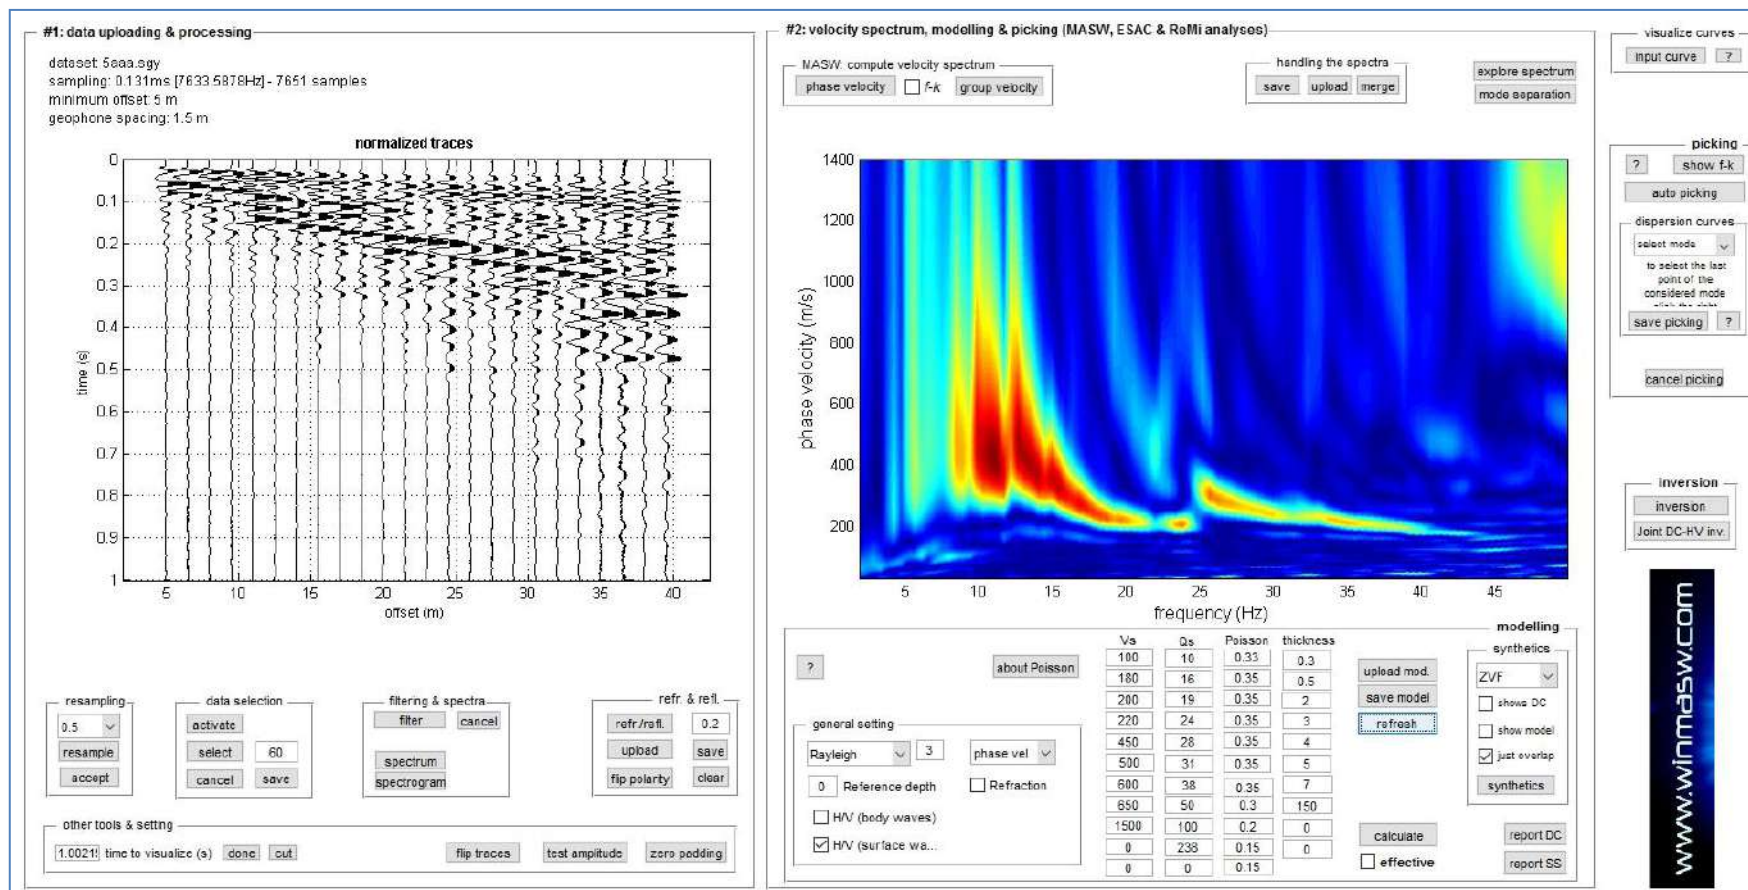 #1: data uploading & processing
dataset: 5aaa.sgy
sampling: 0.131ms [7633.5878Hz] - 7651 samples
minimum offset: 5 m
geophone spacing: 1.5 m
normalized traces
0
0.1
0.2
0.3
0.4
0.5
0.6
0.7
0.8
0.9
1
time (s)
5 10 15 20 25 30 35 40
offset (m)
resampling
0.5
resample
accept
data selection
activate
select 60
cancel save
filtering & spectra
filter cancel
spectrum
spectrogram
refr. & refl.
refr./refl. 0.2
upload save
flip polarity clear
other tools & setting
time to visualize (s) done cut flip traces test amplitude zero padding
#2: velocity spectrum, modelling & picking (MASW, ESAC & ReMi analyses)
MASW: compute velocity spectrum
phase velocity f-k group velocity
handling the spectra
save upload merge
explore spectrum
mode separation
1400
1200
1000
800
600
400
200
phase velocity (m/s)
5 10 15 20 25 30 35 40 45
frequency (Hz)
modelling
? about Poisson
general setting
Rayleigh 3 phase vel
0 Reference depth Refraction
H/V (body waves)
H/V (surface wa...
Vs Qs Poisson thickness
100 10 0.33 0.3
180 16 0.35 0.5
200 19 0.35 2
220 24 0.35 3
450 28 0.35 4
500 31 0.35 5
600 38 0.35 7
650 50 0.3 150
1500 100 0.2 0
0 238 0.15 0
0 0 0.15
upload mod.
save model
refresh
calculate
effective
synthetics
ZVF
shows DC
show model
just overlap
synthetics
report DC
report SS
visualize curves
input curve ?
picking
? show f-k
auto picking
dispersion curves
select mode
to select the last
point of the
considered mode
save picking ?
cancel picking
inversion
inversion
Joint DC-HV inv.
www.winmasw.com